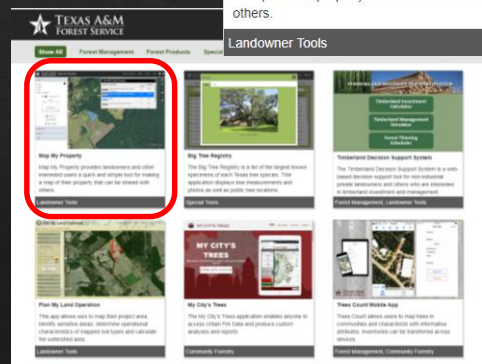 others.
Landowner Tools
TEXAS A&M
FOREST SERVICE
Show All Forest Management Forest Products Special
Map My Property
Map My Property provides landowners and other
interested users a quick and simple tool for making
a map of their property that can be shared with
others.
Landowner Tools
Big Tree Registry
The Big Tree Registry is a list of the largest known
specimens of each Texas tree species. This
application displays tree measurements and
photos as well as public tree locations.
Special Trees
Timberland Investment
Calculator
Timberland Management
Simulator
Forest Thinning
Scheduler
Timberland Decision Support System
The Timberland Decision Support System is a web
based decision support tool for non-industrial
private landowners and others who are interested
in timberland investment and management.
Forest Management, Landowner Tools
Plan My Land Operation
This app allows users to map their project area,
identify sensitive areas, determine operational
characteristics of mapped soil types and calculate
the watershed area.
Landowner Tools
MY CITY'S TREES
MY CITY'S
TREES
My City's Trees
The My City's Trees application enables anyone to
access Urban FIA Data and produce custom
analyses and reports.
Community Forestry
Trees Count Mobile App
Trees Count allows users to map trees in
communities and characterize with informative
attributes. Inventories can be transferred across
devices.
Forest Management, Community Forestry